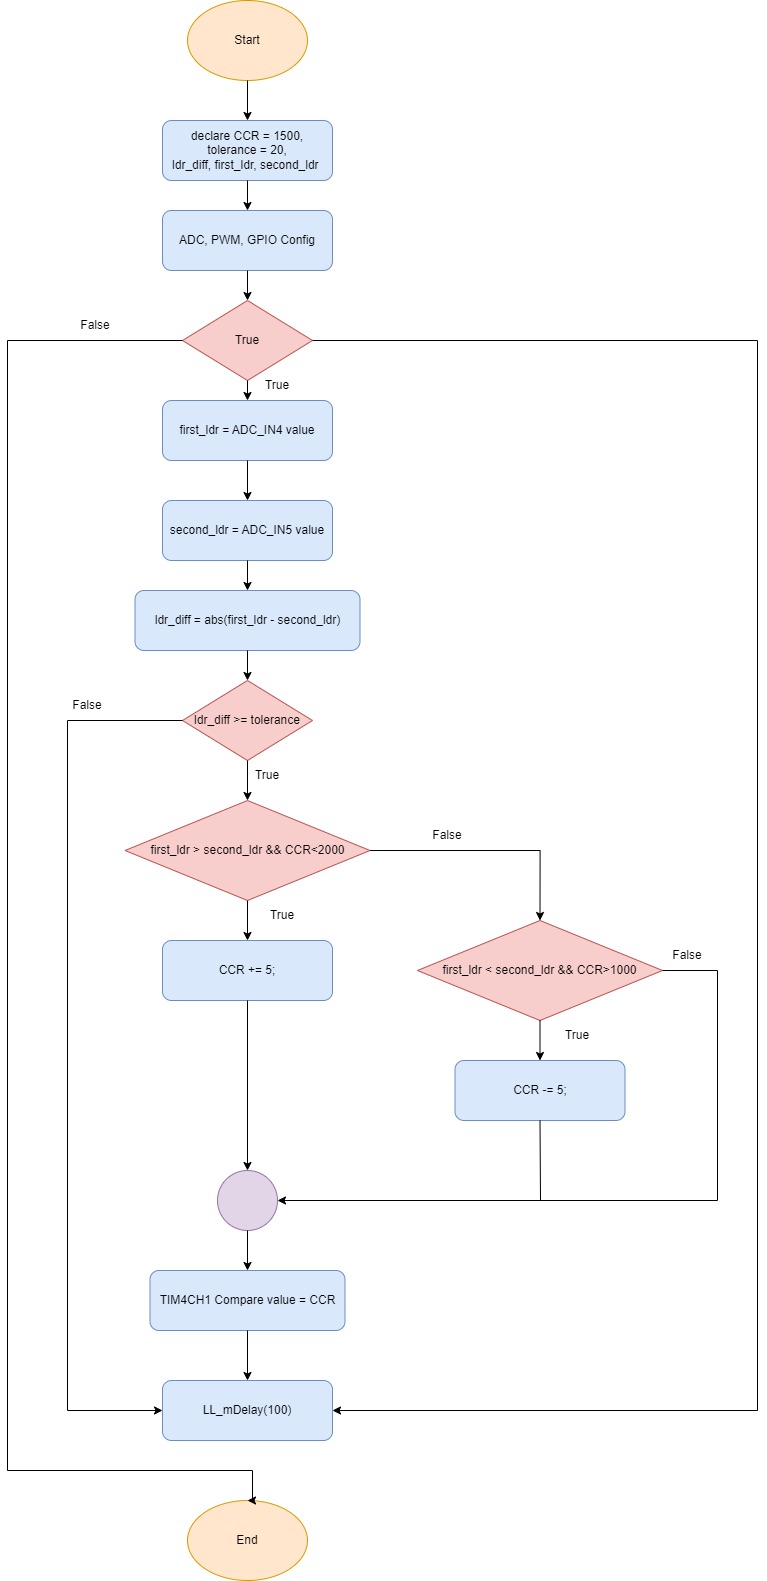 Start
declare CCR = 1500,
tolerance = 20,
ldr_diff, first_ldr, second_ldr
ADC, PWM, GPIO Config
False
True
True
first_ldr = ADC_IN4 value
second_ldr = ADC_IN5 value
ldr_diff = abs(first_ldr - second_ldr)
False
ldr_diff >= tolerance
True
first_ldr > second_ldr && CCR<2000
False
True
CCR += 5;
first_ldr < second_ldr && CCR>1000
False
True
CCR -= 5;
TIM4CH1 Compare value = CCR
LL_mDelay(100)
End